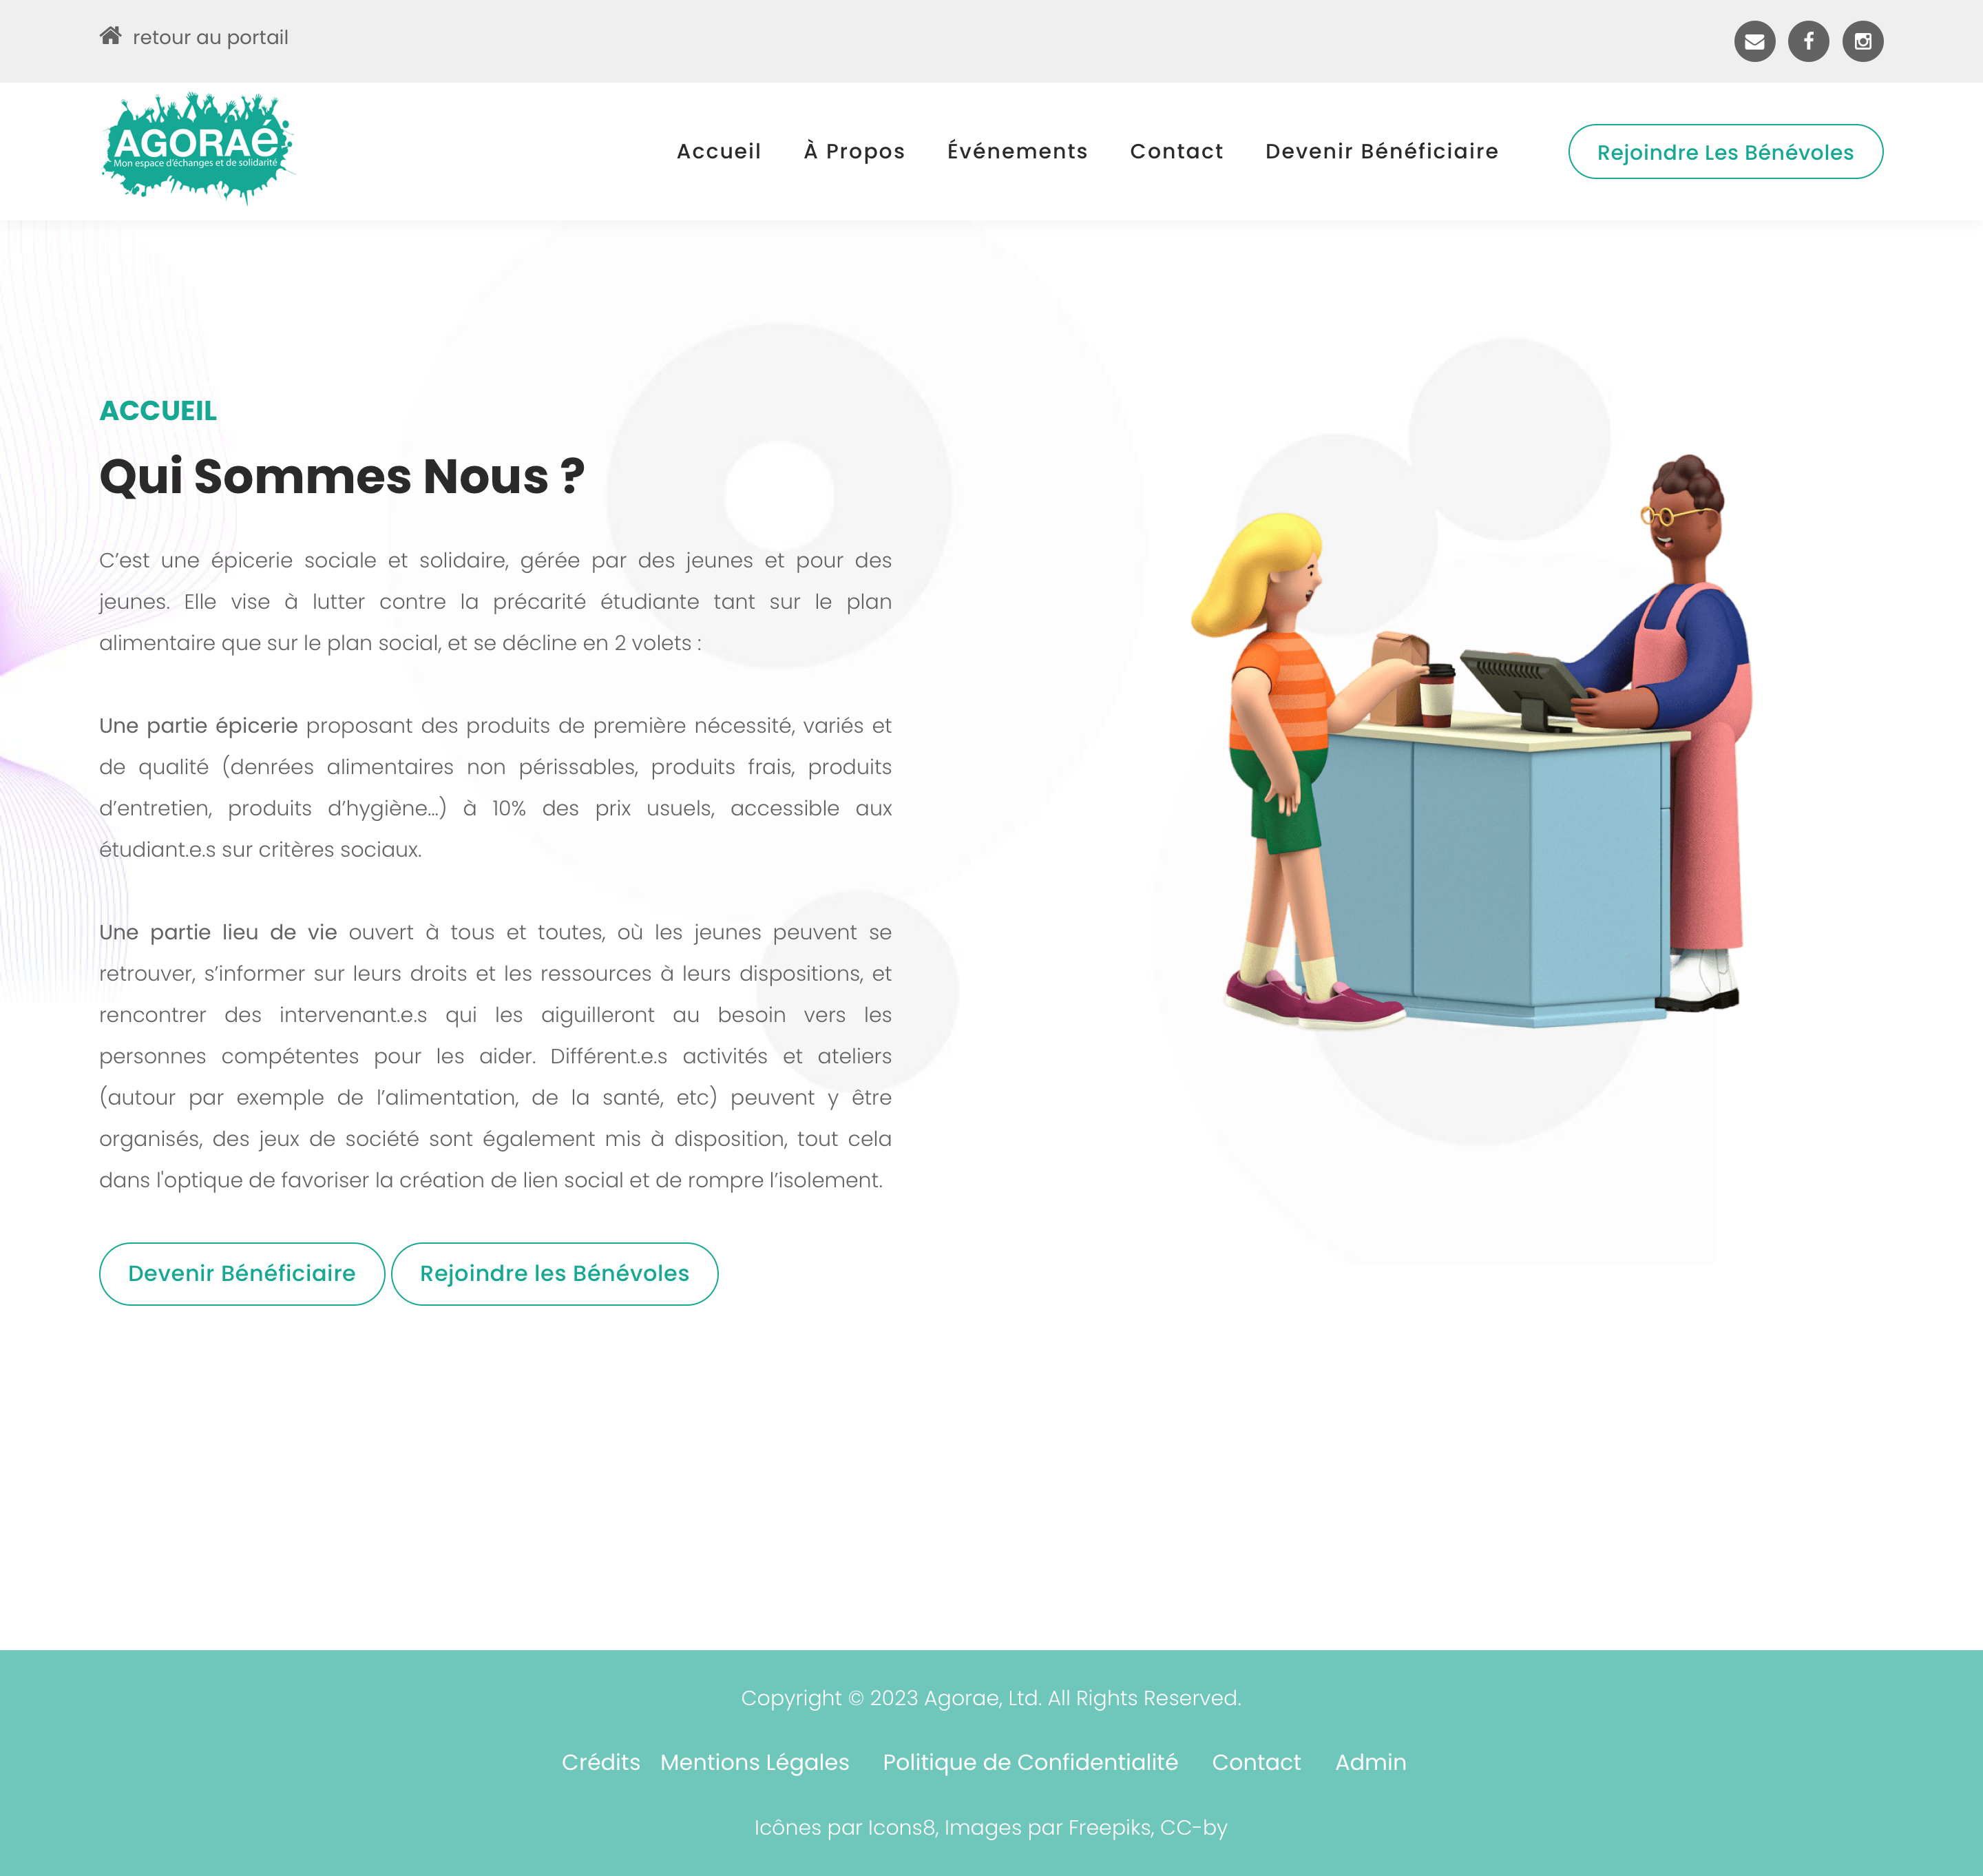 retour au portail
AGORAé
Mon espace d'échanges et de solidarité
Accueil
À Propos
Événements
Contact
Devenir Bénéficiaire
Rejoindre Les Bénévoles
ACCUEIL
Qui Sommes Nous ?
C’est une épicerie sociale et solidaire, gérée par des jeunes et pour des
jeunes. Elle vise à lutter contre la précarité étudiante tant sur le plan
alimentaire que sur le plan social, et se décline en 2 volets :
Une partie épicerie proposant des produits de première nécessité, variés et
de qualité (denrées alimentaires non périssables, produits frais, produits
d’entretien, produits d’hygiène...) à 10% des prix usuels, accessible aux
étudiant.e.s sur critères sociaux.
Une partie lieu de vie ouvert à tous et toutes, où les jeunes peuvent se
retrouver, s’informer sur leurs droits et les ressources à leurs dispositions, et
rencontrer des intervenant.e.s qui les aiguilleront au besoin vers les
personnes compétentes pour les aider. Différent.e.s activités et ateliers
(autour par exemple de l’alimentation, de la santé, etc) peuvent y être
organisés, des jeux de société sont également mis à disposition, tout cela
dans l'optique de favoriser la création de lien social et de rompre l’isolement.
Devenir Bénéficiaire
Rejoindre les Bénévoles
Copyright © 2023 Agorae, Ltd. All Rights Reserved.
Crédits
Mentions Légales
Politique de Confidentialité
Contact
Admin
Icônes par Icons8, Images par Freepiks, CC-by